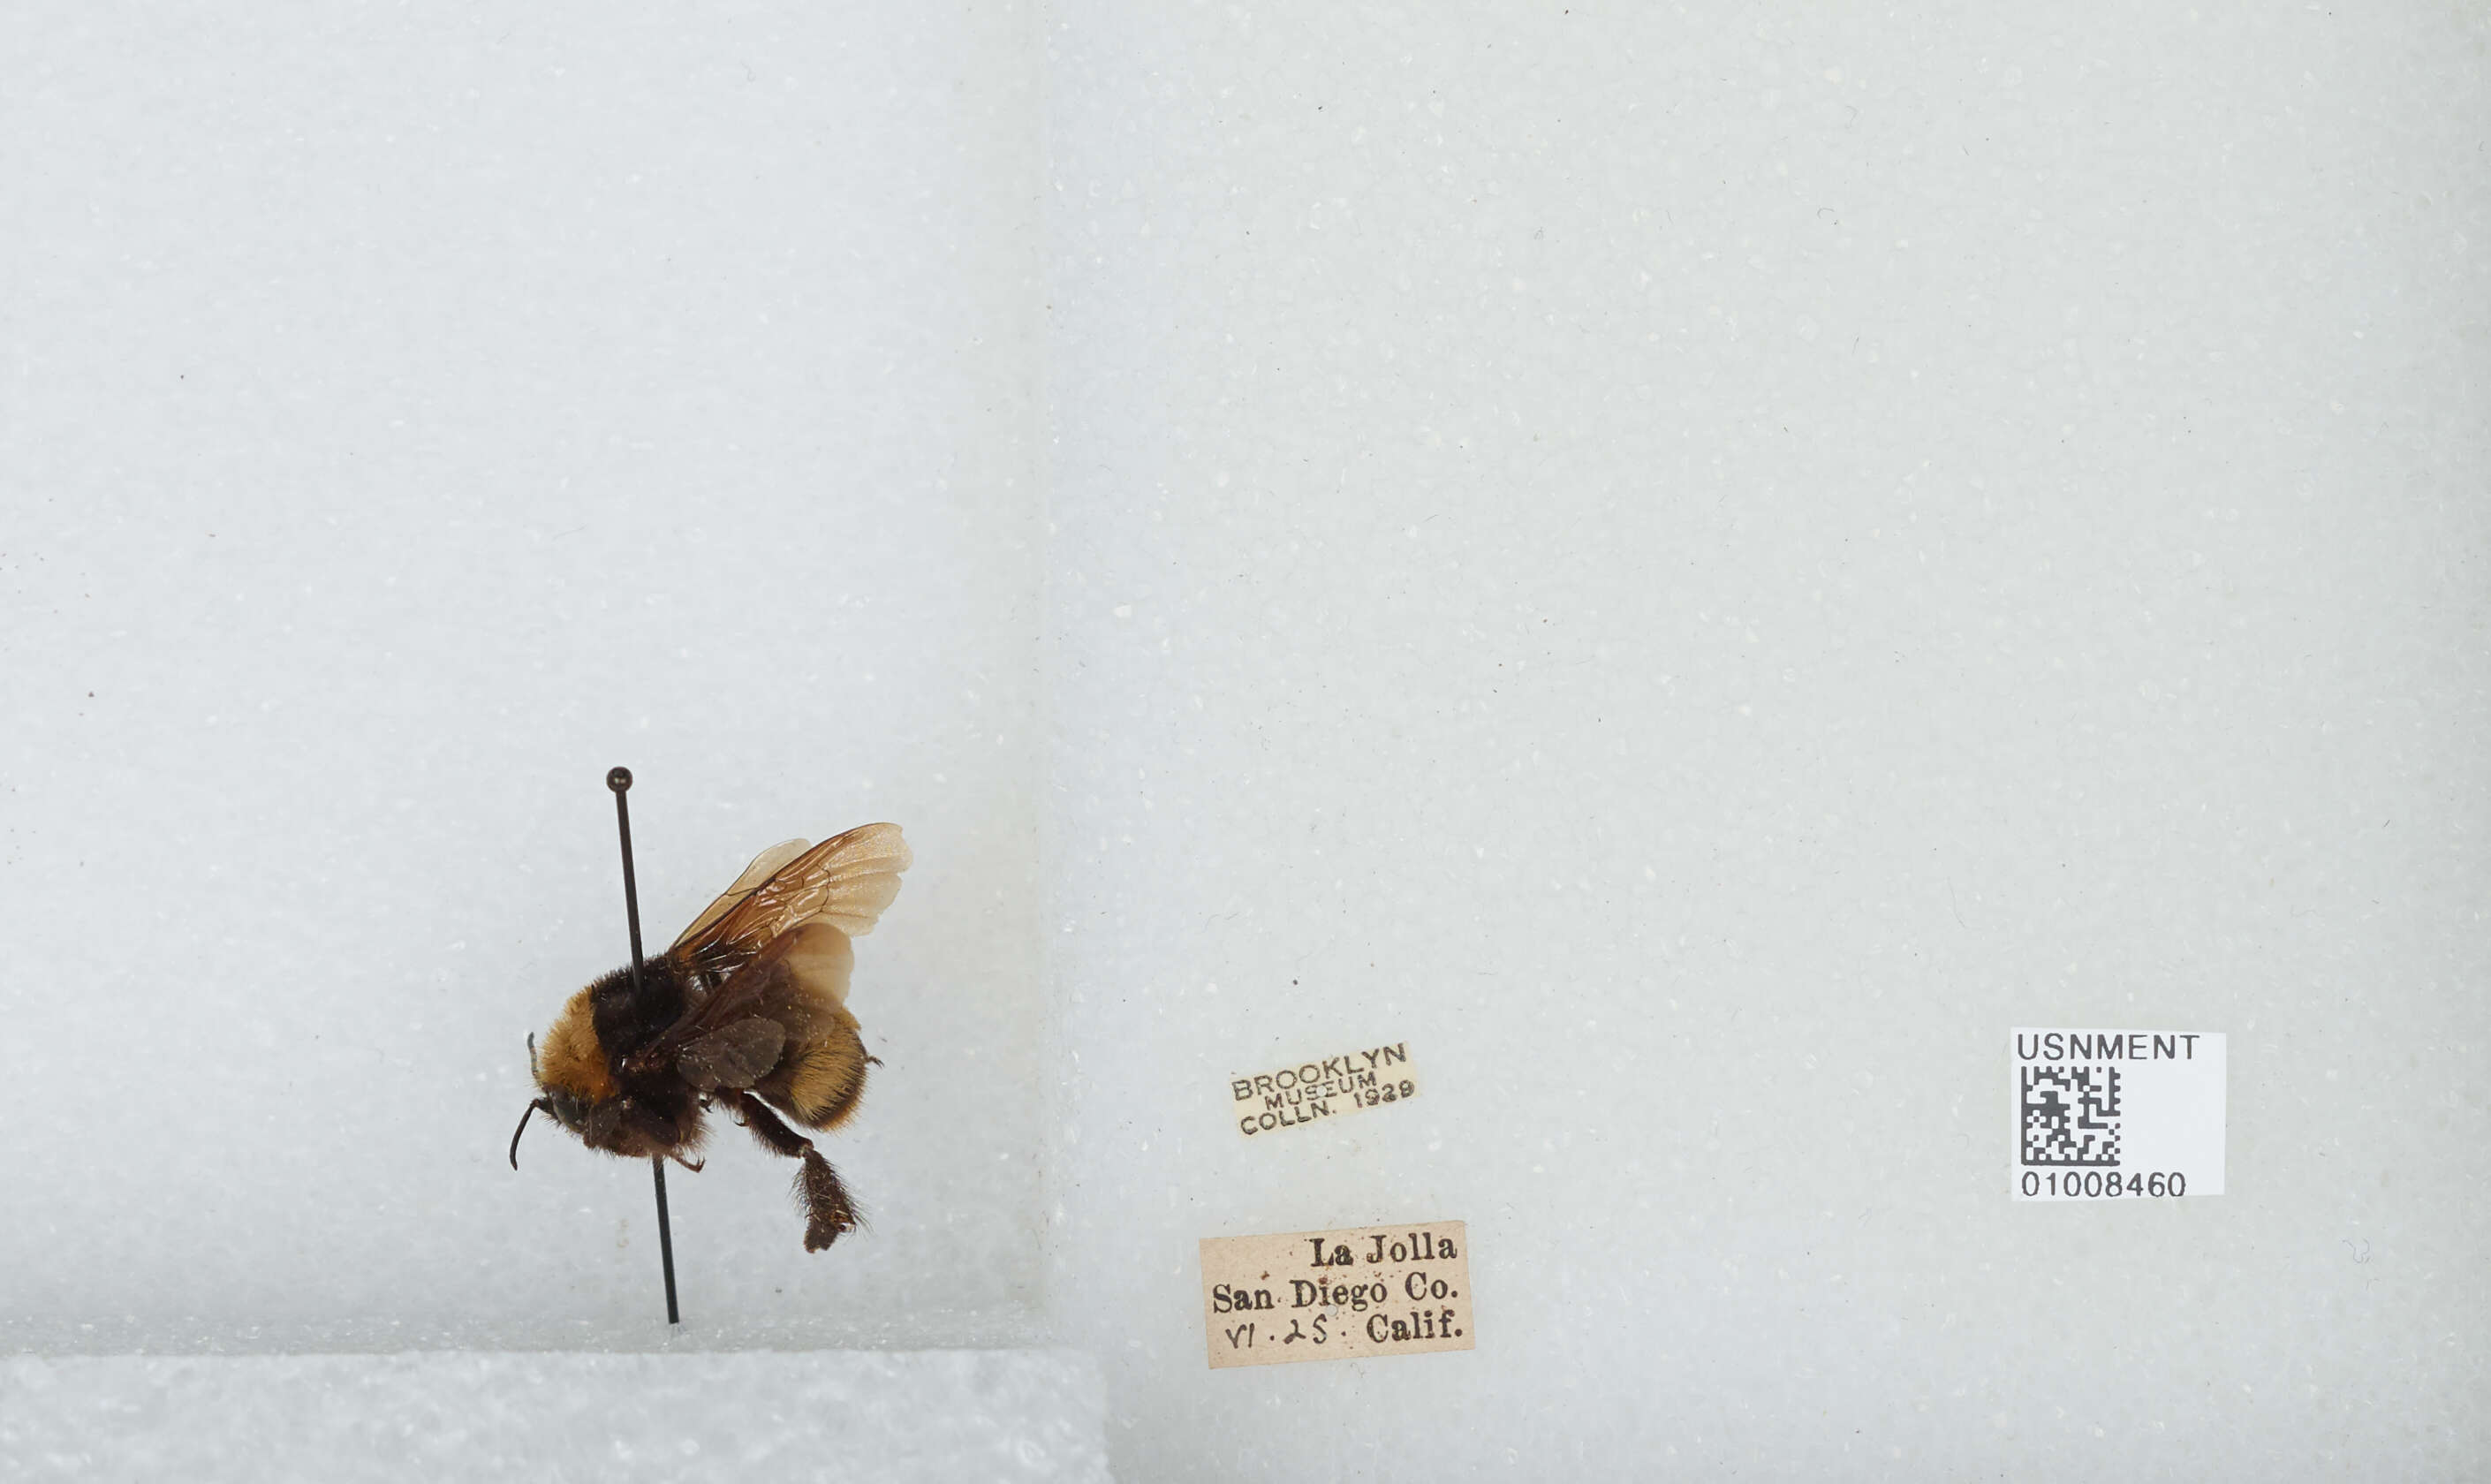 BROOKLYN
MUSEUM
COLLN. 1929
La Jolla
San Diego Co.
VI. 25. Calif.
USNMENT
01008460